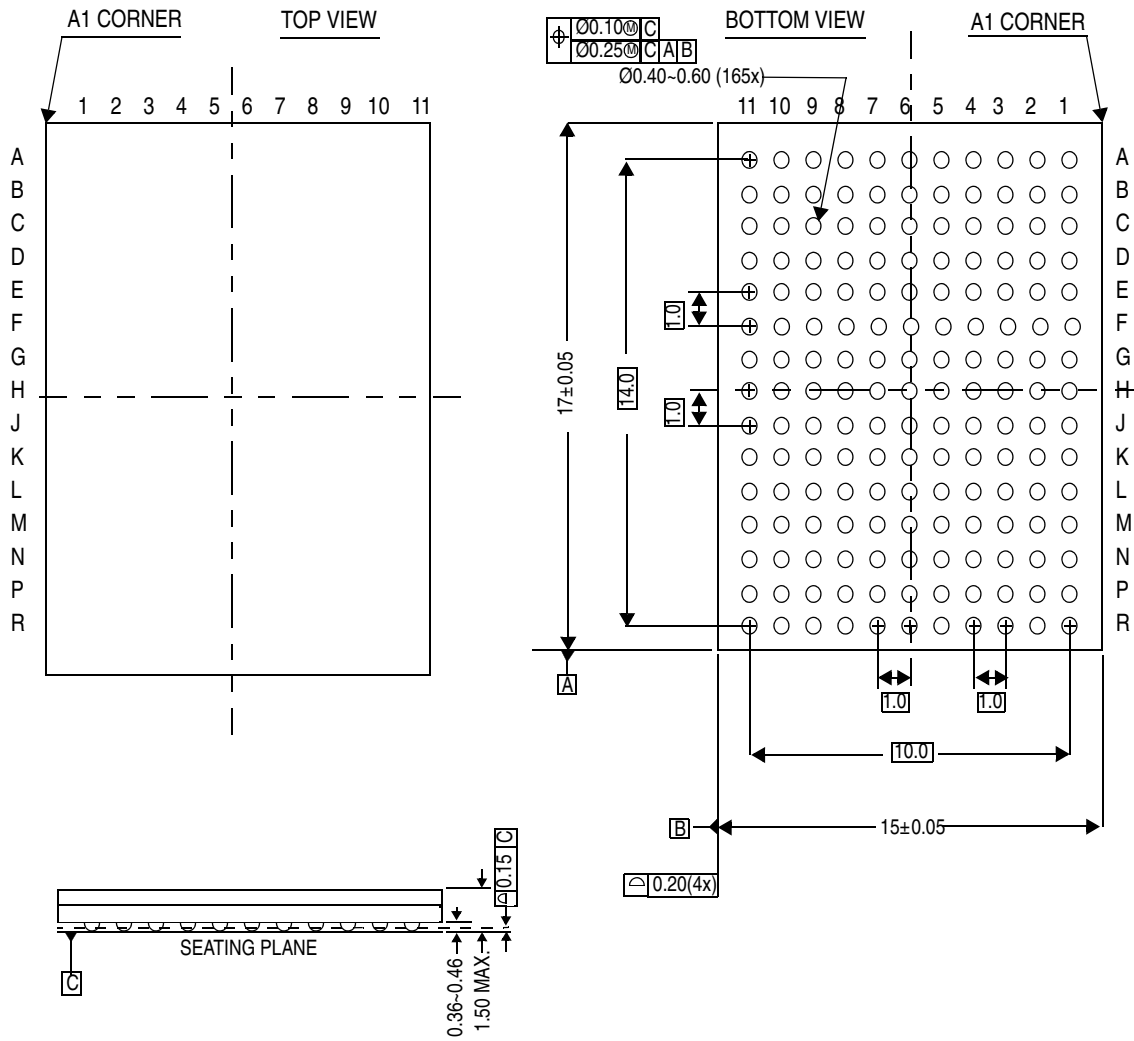 A1 CORNER
TOP VIEW
1 2 3 4 5 6 7 8 9 10 11
A
B
C
D
E
F
G
H
J
K
L
M
N
P
R
Ø0.10Ⓜ C
Ø0.25Ⓜ C A B
BOTTOM VIEW
A1 CORNER
Ø0.40~0.60 (165x)
11 10 9 8 7 6 5 4 3 2 1
A
B
C
D
E
F
G
H
J
K
L
M
N
P
R
17±0.05
14.0
1.0
1.0
A
1.0
1.0
10.0
B
15±0.05
0.20(4x)
0.15 C
SEATING PLANE
C
0.36~0.46
1.50 MAX.